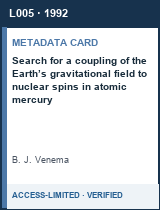 L005 · 1992
METADATA CARD
Search for a coupling of the
Earth's gravitational field to
nuclear spins in atomic
mercury
B. J. Venema
ACCESS-LIMITED · VERIFIED